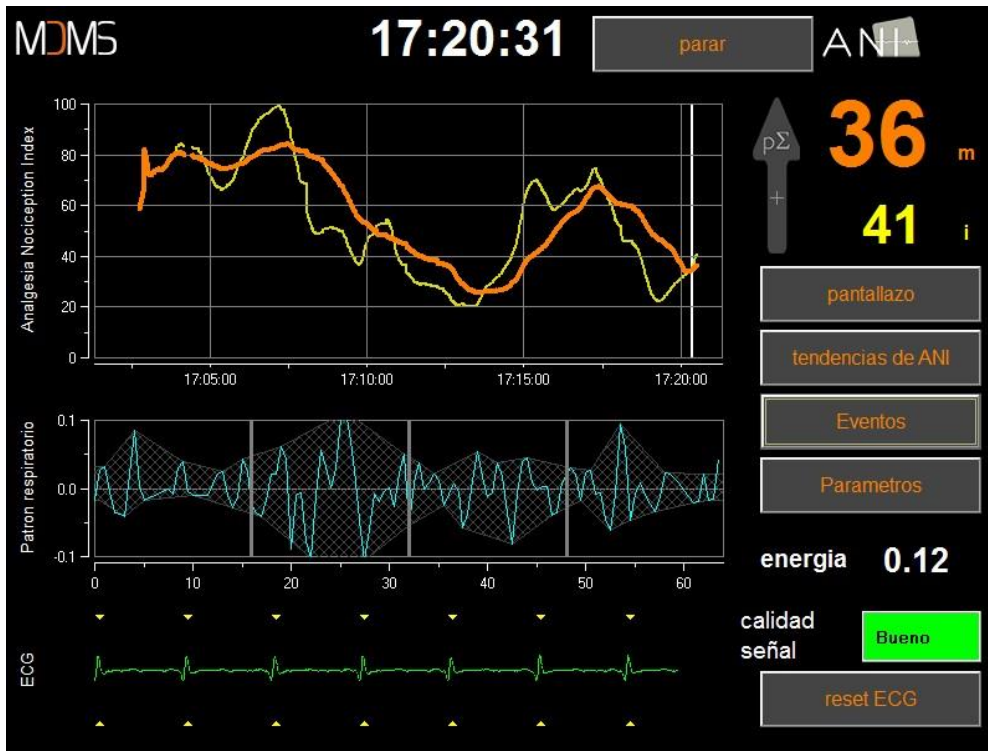 MDMS
17:20:31
parar
ANI
Analgesia Nociception Index
100
80
60
40
20
0
17:05:00
17:10:00
17:15:00
17:20:00
pΣ
+
36 m
41 i
pantallazo
tendencias de ANI
Eventos
Parametros
Patron respiratorio
0.1
0.0
-0.1
0
10
20
30
40
50
60
energia 0.12
calidad
señal
Bueno
ECG
reset ECG